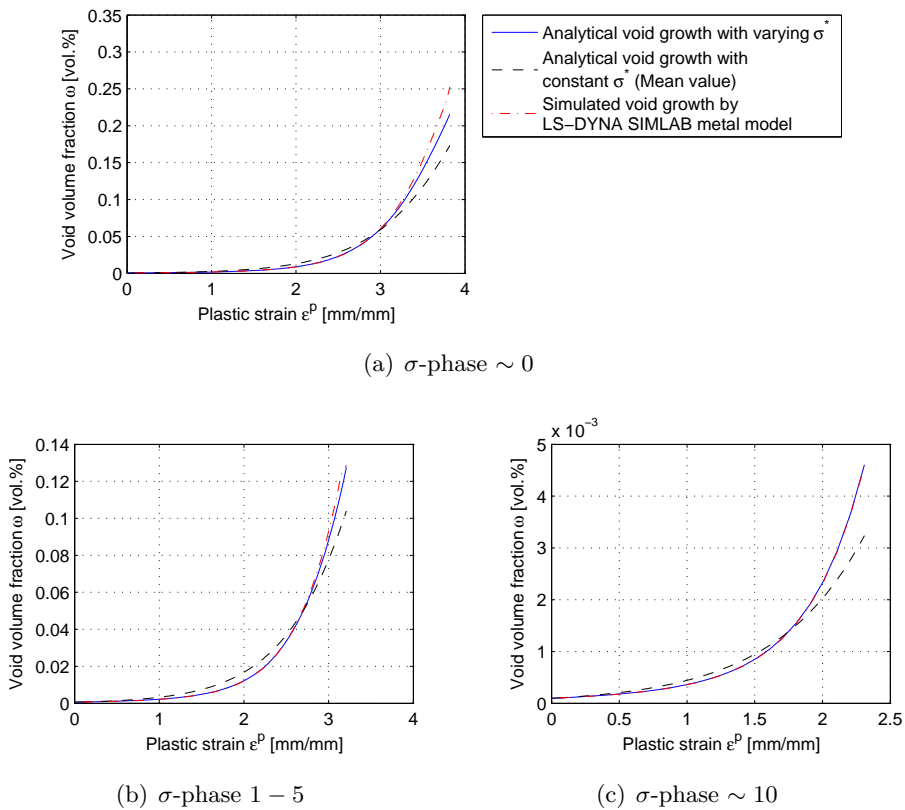 Analytical void growth with varying σ*
Analytical void growth with
constant σ* (Mean value)
Simulated void growth by
LS−DYNA SIMLAB metal model
Void volume fraction ω [vol.%]
0.35
0.3
0.25
0.2
0.15
0.1
0.05
0
0 1 2 3 4
Plastic strain ε^p [mm/mm]
(a) σ-phase ∼ 0
Void volume fraction ω [vol.%]
0.14
0.12
0.1
0.08
0.06
0.04
0.02
0
0 1 2 3 4
Plastic strain ε^p [mm/mm]
(b) σ-phase 1 − 5
x 10^−3
Void volume fraction ω [vol.%]
5
4
3
2
1
0
0 0.5 1 1.5 2 2.5
Plastic strain ε^p [mm/mm]
(c) σ-phase ∼ 10